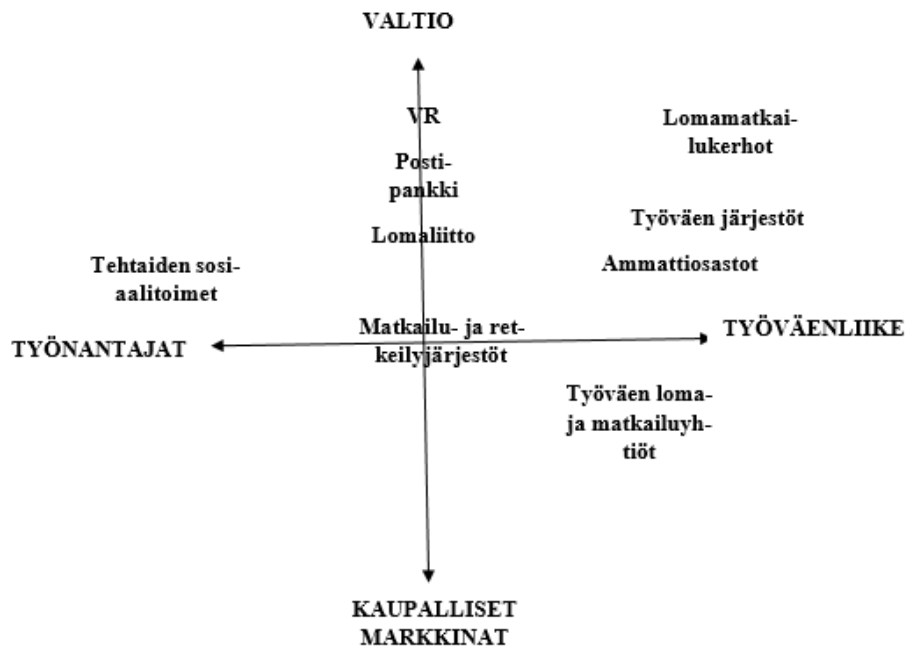 VALTIO
VR
Lomamatkai-
lukerhot
Posti-
pankki
Työväen järjestöt
Lomaliitto
Ammattiosastot
Tehtaiden sosi-
aalitoimet
TYÖNANTAJAT
Matkailu- ja ret-
keilyjärjestöt
TYÖVÄENLIIKE
Työväen loma-
ja matkailuyh-
tiöt
KAUPALLISET
MARKKINAT